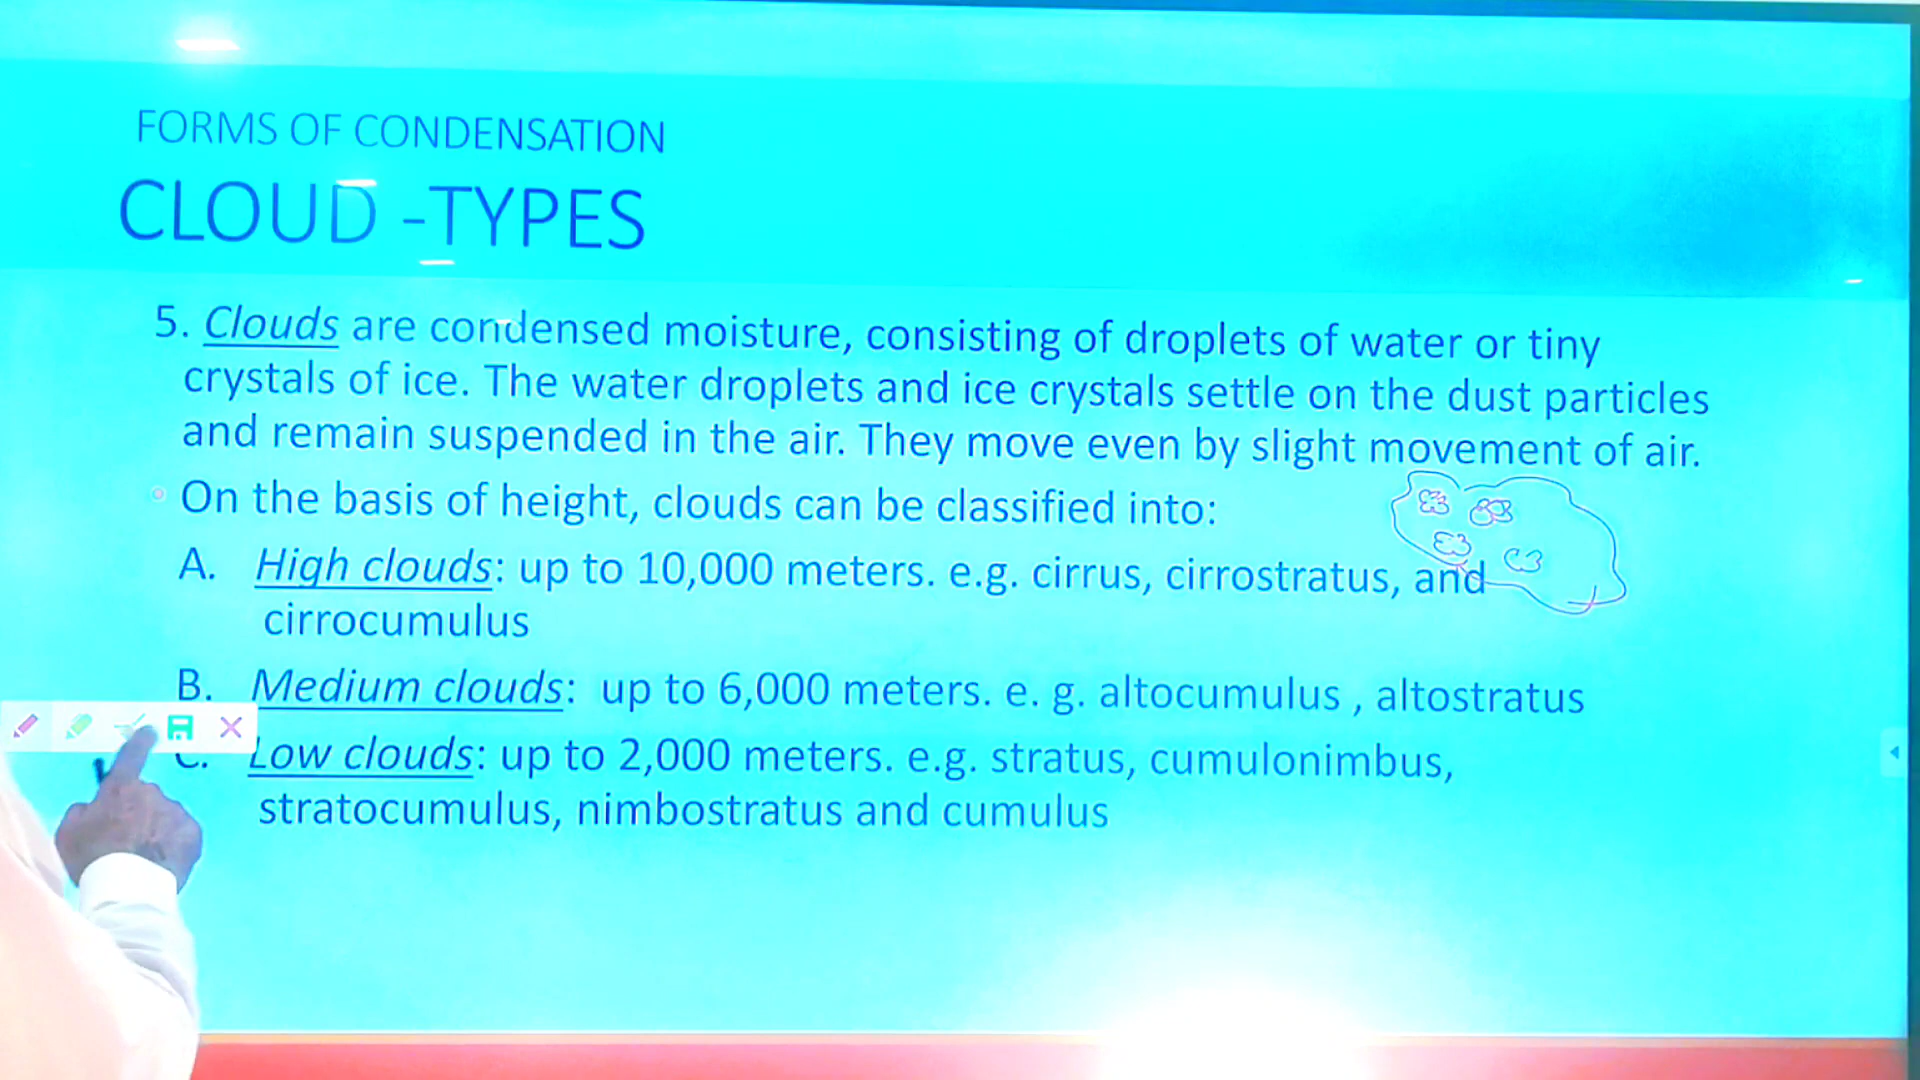 FORMS OF CONDENSATION
CLOUD -TYPES
5. Clouds are condensed moisture, consisting of droplets of water or tiny
crystals of ice. The water droplets and ice crystals settle on the dust particles
and remain suspended in the air. They move even by slight movement of air.
On the basis of height, clouds can be classified into:
A. High clouds: up to 10,000 meters. e.g. cirrus, cirrostratus, and
cirrocumulus
B. Medium clouds: up to 6,000 meters. e. g. altocumulus , altostratus
C. Low clouds: up to 2,000 meters. e.g. stratus, cumulonimbus,
stratocumulus, nimbostratus and cumulus